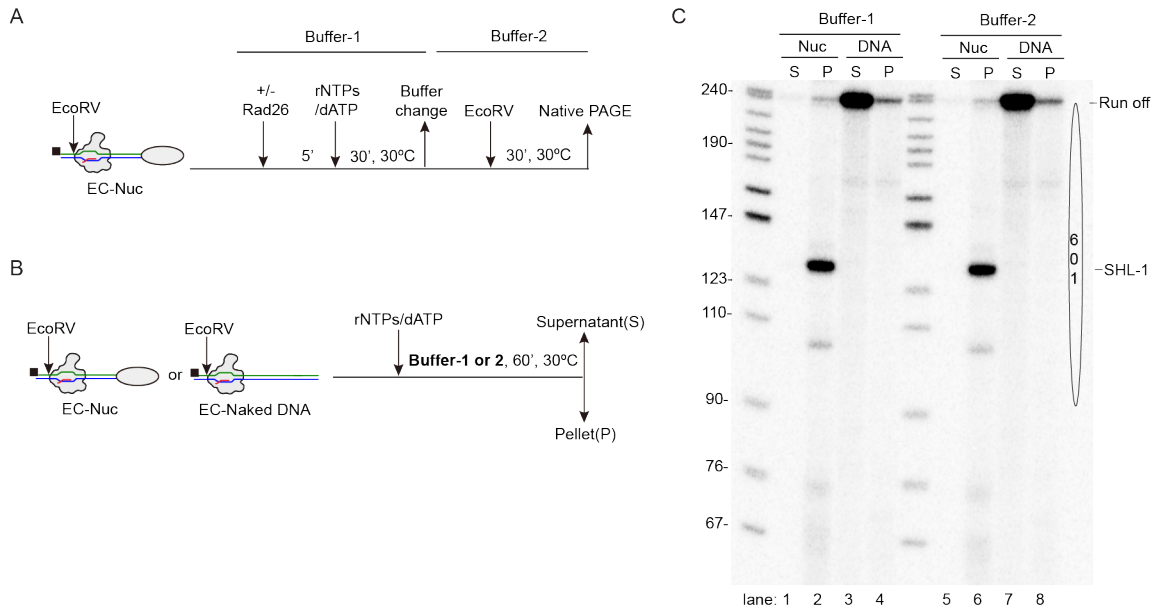 A
Buffer-1
Buffer-2
+/-
Rad26
rNTPs
/dATP
Buffer
change
EcoRV
Native PAGE
EcoRV
5’
30’, 30ºC
30’, 30ºC
EC-Nuc
B
EcoRV
EcoRV
or
EC-Nuc
EC-Naked DNA
rNTPs/dATP
Buffer-1 or 2, 60’, 30ºC
Supernatant(S)
Pellet(P)
C
Buffer-1
Buffer-2
Nuc
DNA
Nuc
DNA
S P S P
S P S P
240-
190-
147-
123-
110-
90-
76-
67-
Run off
601
SHL-1
lane: 1 2 3 4 5 6 7 8